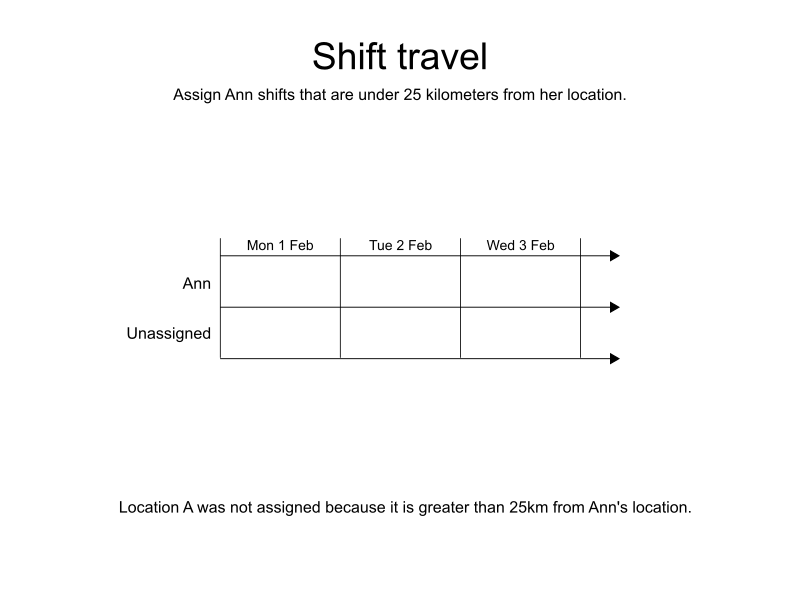 Shift travel
Assign Ann shifts that are under 25 kilometers from her location.
Mon 1 Feb Tue 2 Feb Wed 3 Feb
Ann
Unassigned
Location A was not assigned because it is greater than 25km from Ann's location.